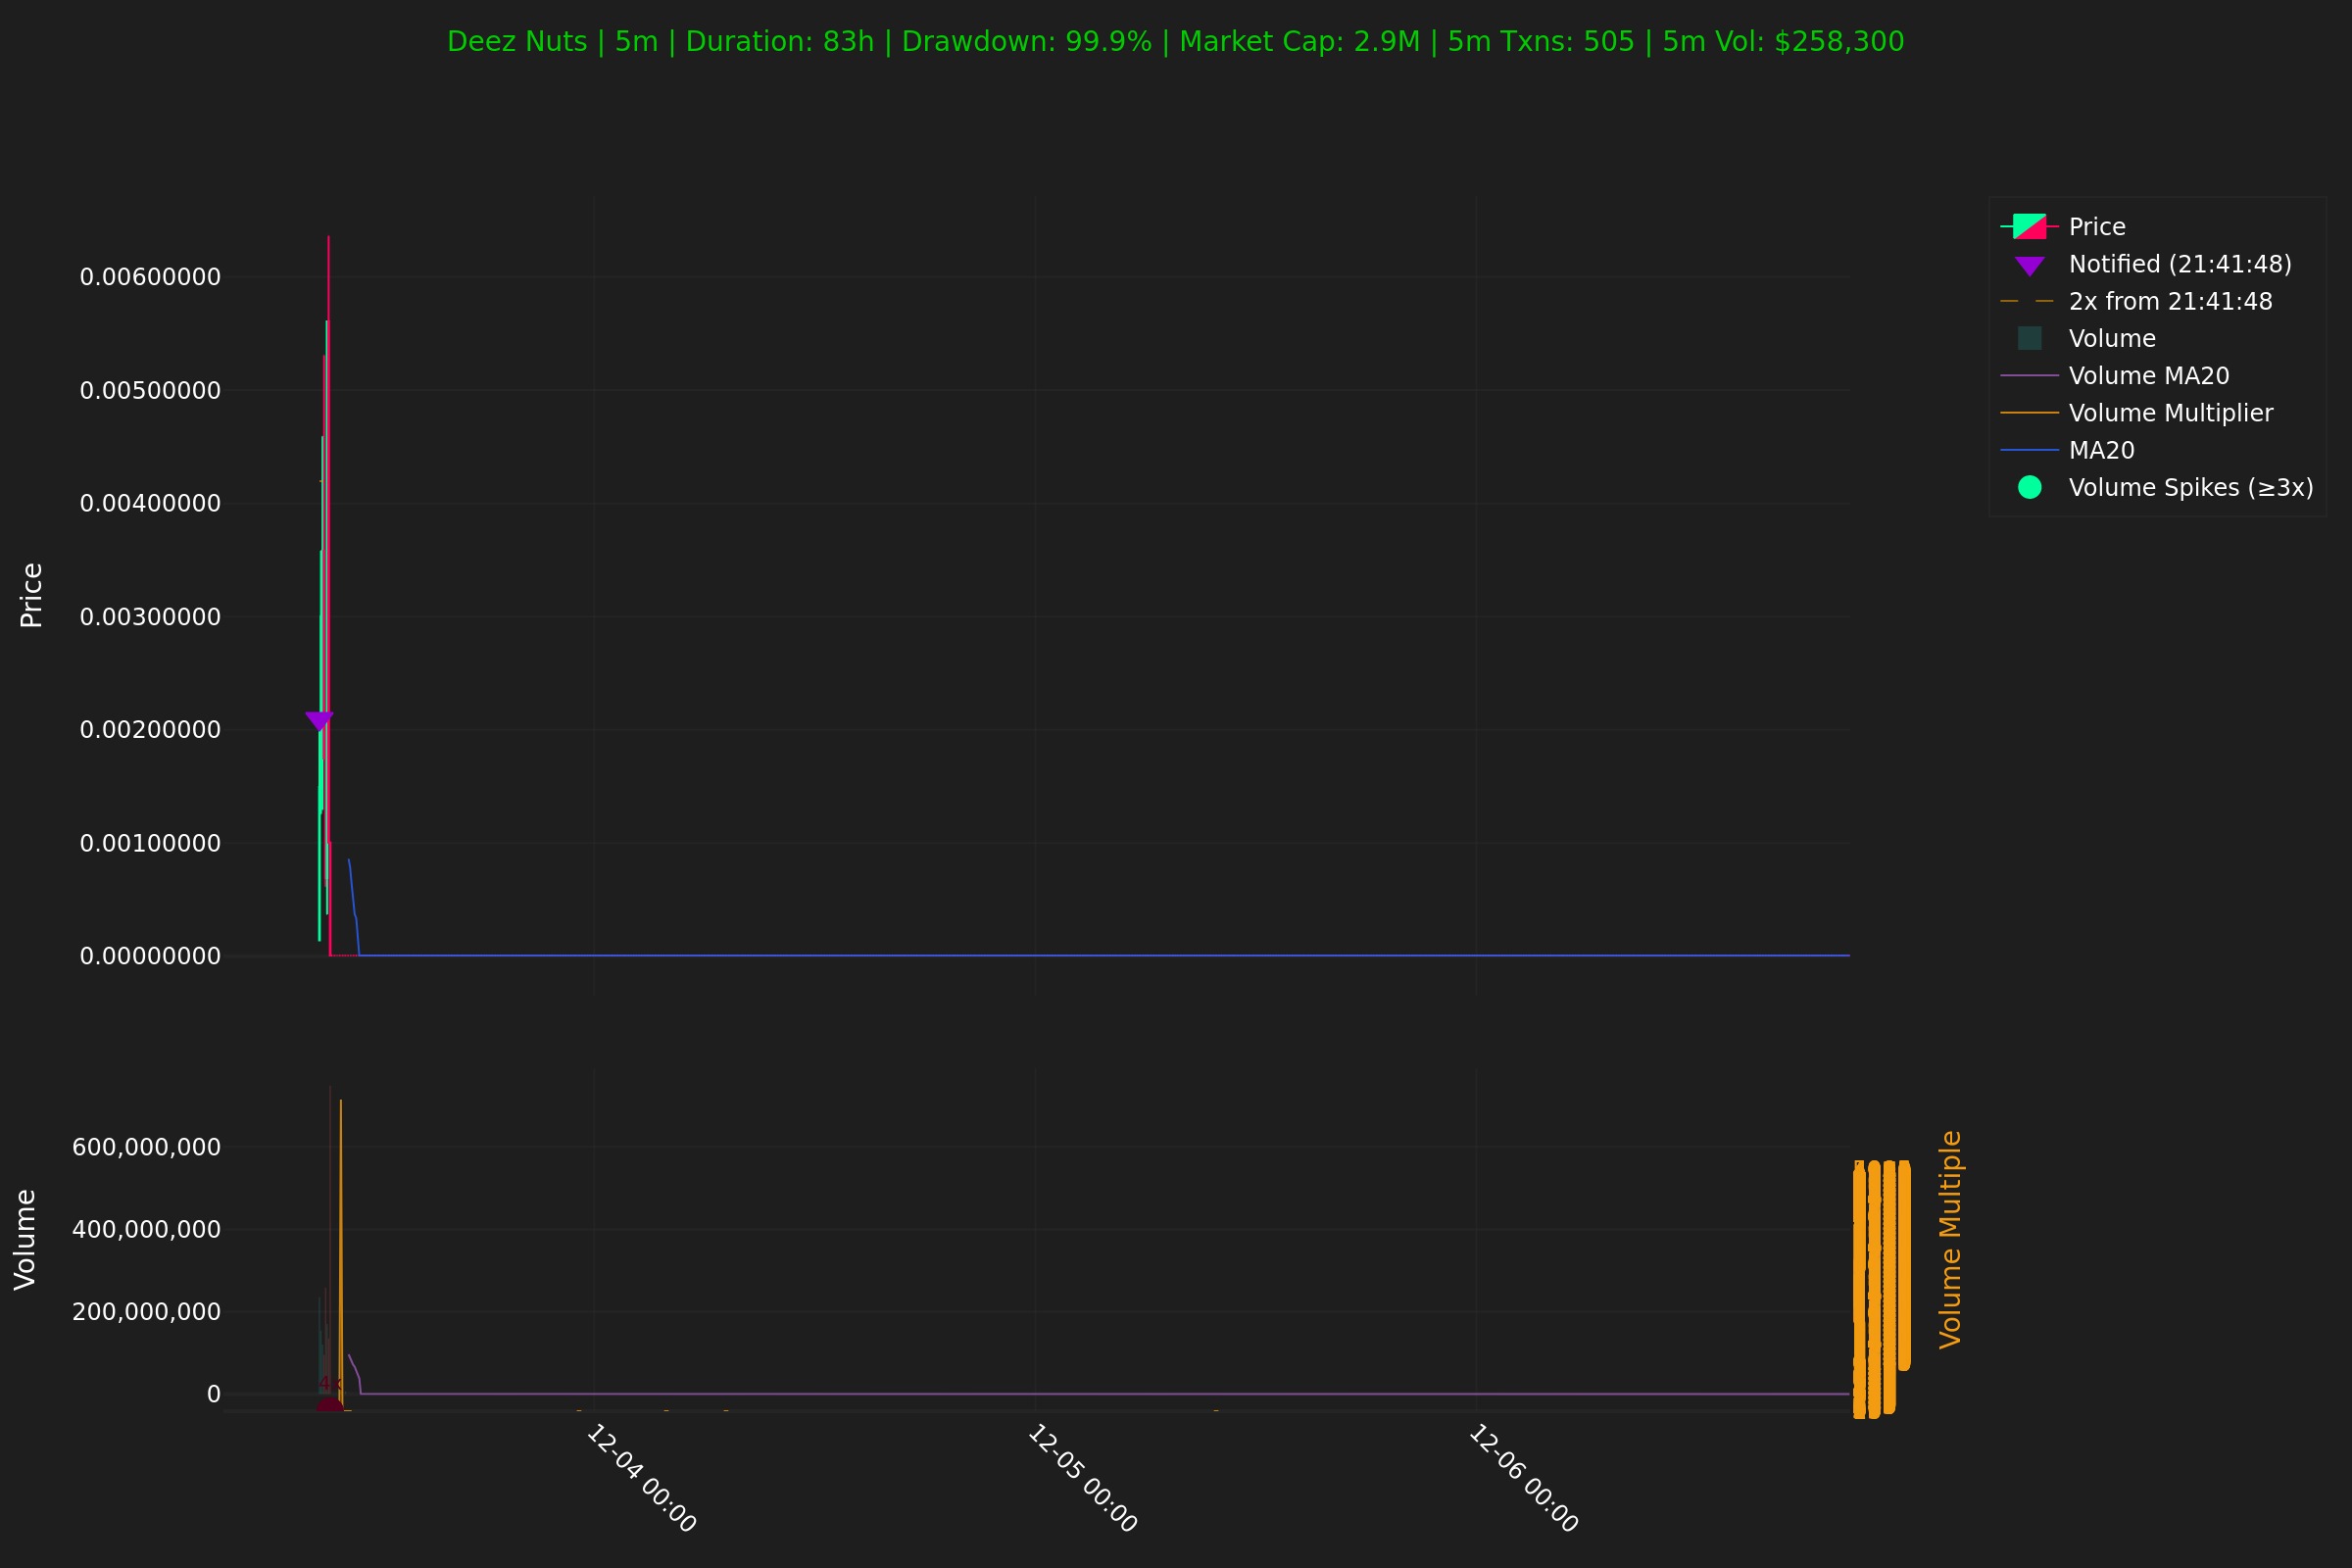 Deez Nuts | 5m | Duration: 83h | Drawdown: 99.9% | Market Cap: 2.9M | 5m Txns: 505 | 5m Vol: $258,300
Price
0.00600000
0.00500000
0.00400000
0.00300000
0.00200000
0.00100000
0.00000000
Price
Notified (21:41:48)
2x from 21:41:48
Volume
Volume MA20
Volume Multiplier
MA20
Volume Spikes (≥3x)
Volume
600,000,000
400,000,000
200,000,000
0
Volume Multiple
12-04 00:00
12-05 00:00
12-06 00:00